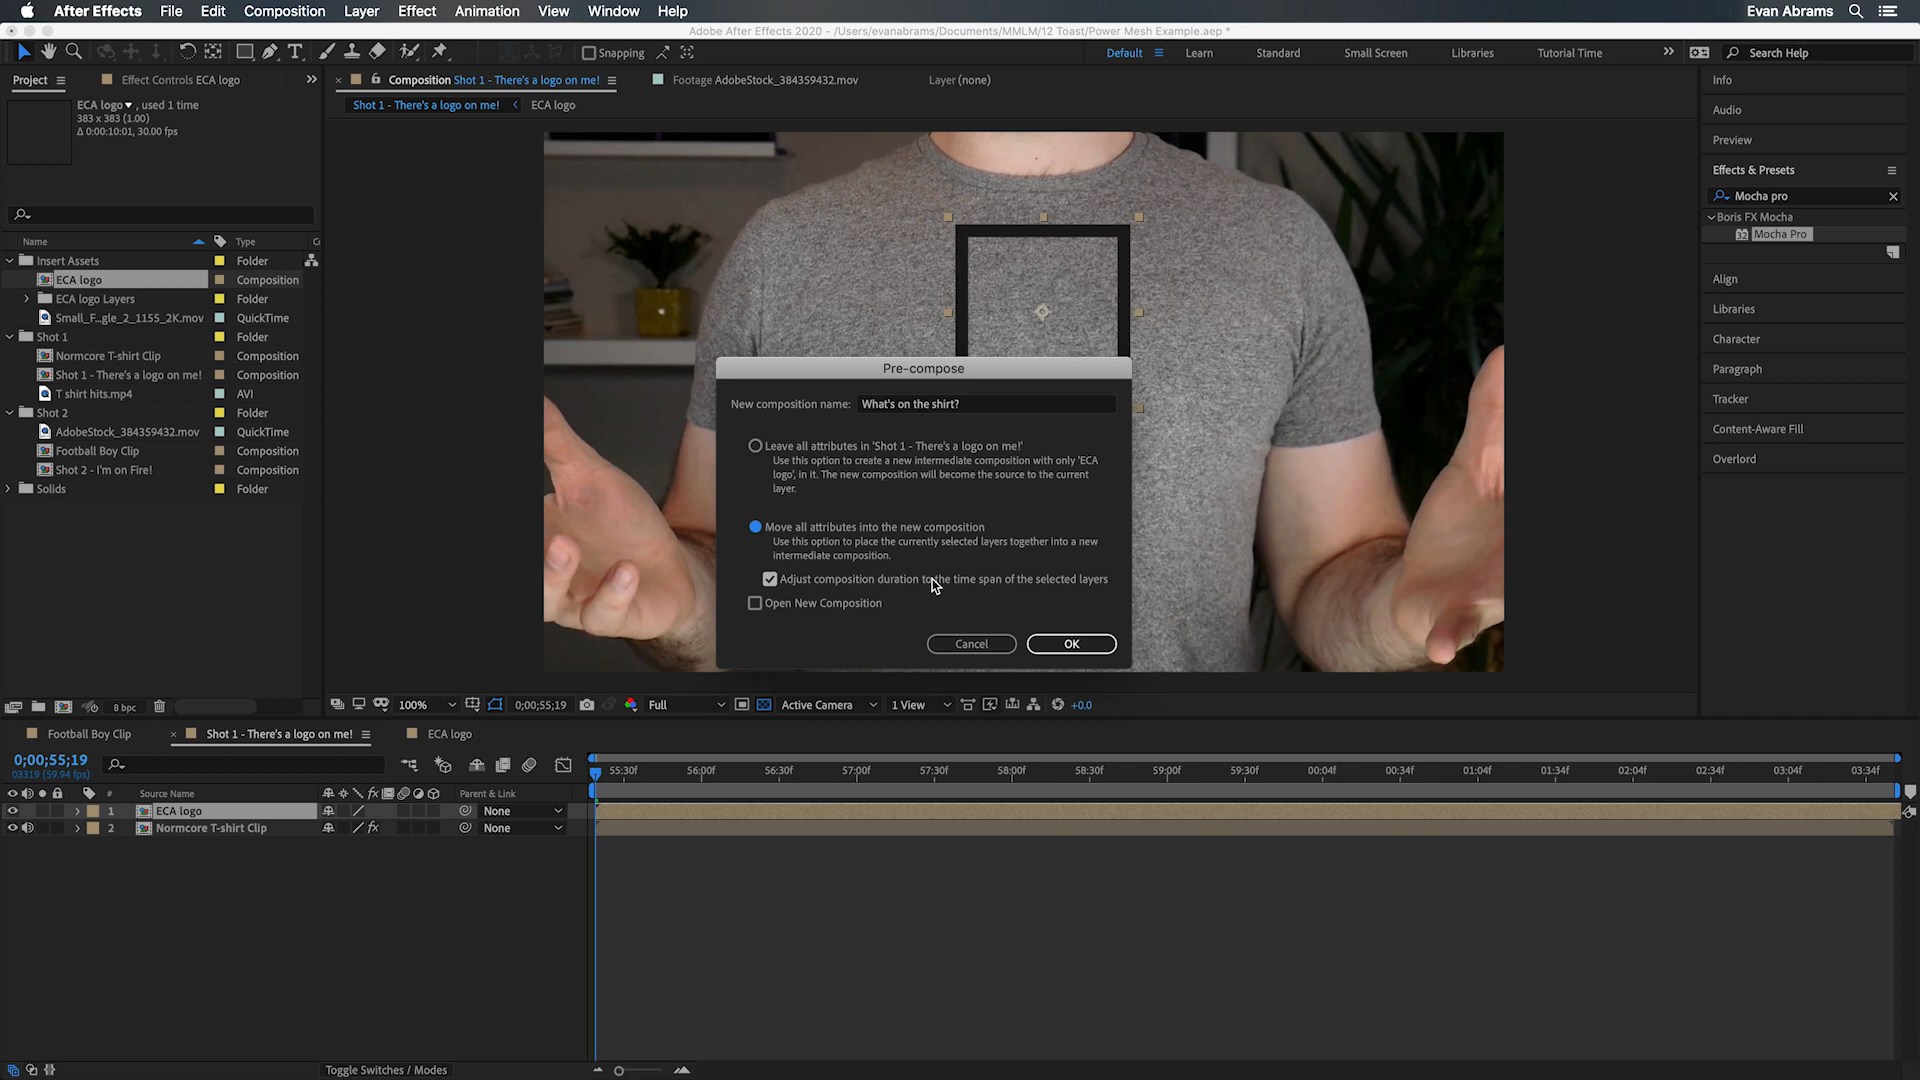 After Effects File Edit Composition Layer Effect Animation View Window Help Evan Abrams
Adobe After Effects 2020 - /Users/evanabrams/Documents/MMLM/12 Toast/Power Mesh Example.aep *
Snapping Default Learn Standard Small Screen Libraries Tutorial Time Search Help
Project Effect Controls ECA logo
Composition Shot 1 - There's a logo on me! Footage AdobeStock_384359432.mov Layer (none)
Shot 1 - There's a logo on me! ECA logo
ECA logo , used 1 time
383 x 383 (1.00)
Δ 0:00:10:01, 30.00 fps
Name Type
Insert Assets Folder
ECA logo Composition
ECA logo Layers Folder
Small_F...gle_2_1155_2K.mov QuickTime
Shot 1 Folder
Normcore T-shirt Clip Composition
Shot 1 - There's a logo on me! Composition
T shirt hits.mp4 AVI
Shot 2 Folder
AdobeStock_384359432.mov QuickTime
Football Boy Clip Composition
Shot 2 - I'm on Fire! Composition
Solids Folder
8 bpc
Pre-compose
New composition name: What's on the shirt?
Leave all attributes in 'Shot 1 - There's a logo on me!'
Use this option to create a new intermediate composition with only 'ECA
logo', in it. The new composition will become the source to the current
layer.
Move all attributes into the new composition
Use this option to place the currently selected layers together into a new
intermediate composition.
Adjust composition duration to the time span of the selected layers
Open New Composition
Cancel OK
100% 0;00;55;19 Full Active Camera 1 View +0.0
Info
Audio
Preview
Effects & Presets
Mocha pro
Boris FX Mocha
32 Mocha Pro
Align
Libraries
Character
Paragraph
Tracker
Content-Aware Fill
Overlord
Football Boy Clip Shot 1 - There's a logo on me! ECA logo
0;00;55;19
03319 (59.94 fps)
55:30f 56:00f 56:30f 57:00f 57:30f 58:00f 58:30f 59:00f 59:30f 00:04f 00:34f 01:04f 01:34f 02:04f 02:34f 03:04f 03:34f
# Source Name fx Parent & Link
1 ECA logo None
2 Normcore T-shirt Clip fx None
Toggle Switches / Modes